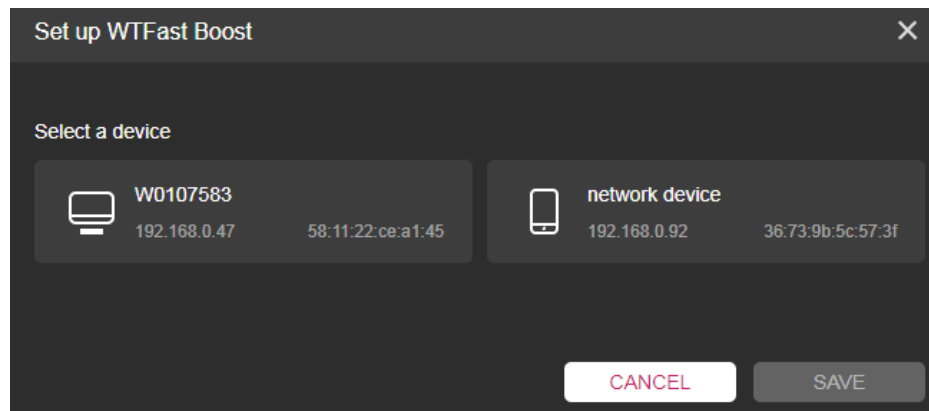 Set up WTFast Boost
Select a device
W0107583
192.168.0.47 58:11:22:ce:a1:45
network device
192.168.0.92 36:73:9b:5c:57:3f
CANCEL SAVE